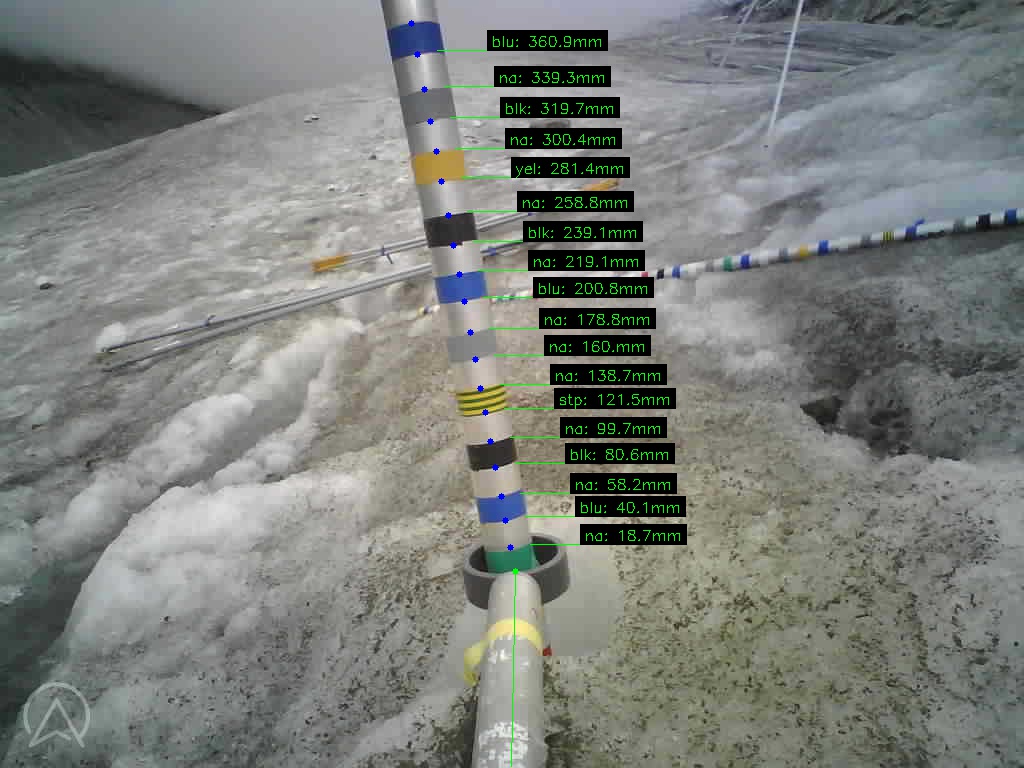 blu: 360.9mm
na: 339.3mm
blk: 319.7mm
na: 300.4mm
yel: 281.4mm
na: 258.8mm
blk: 239.1mm
na: 219.1mm
blu: 200.8mm
na: 178.8mm
na: 160.mm
na: 138.7mm
stp: 121.5mm
na: 99.7mm
blk: 80.6mm
na: 58.2mm
blu: 40.1mm
na: 18.7mm